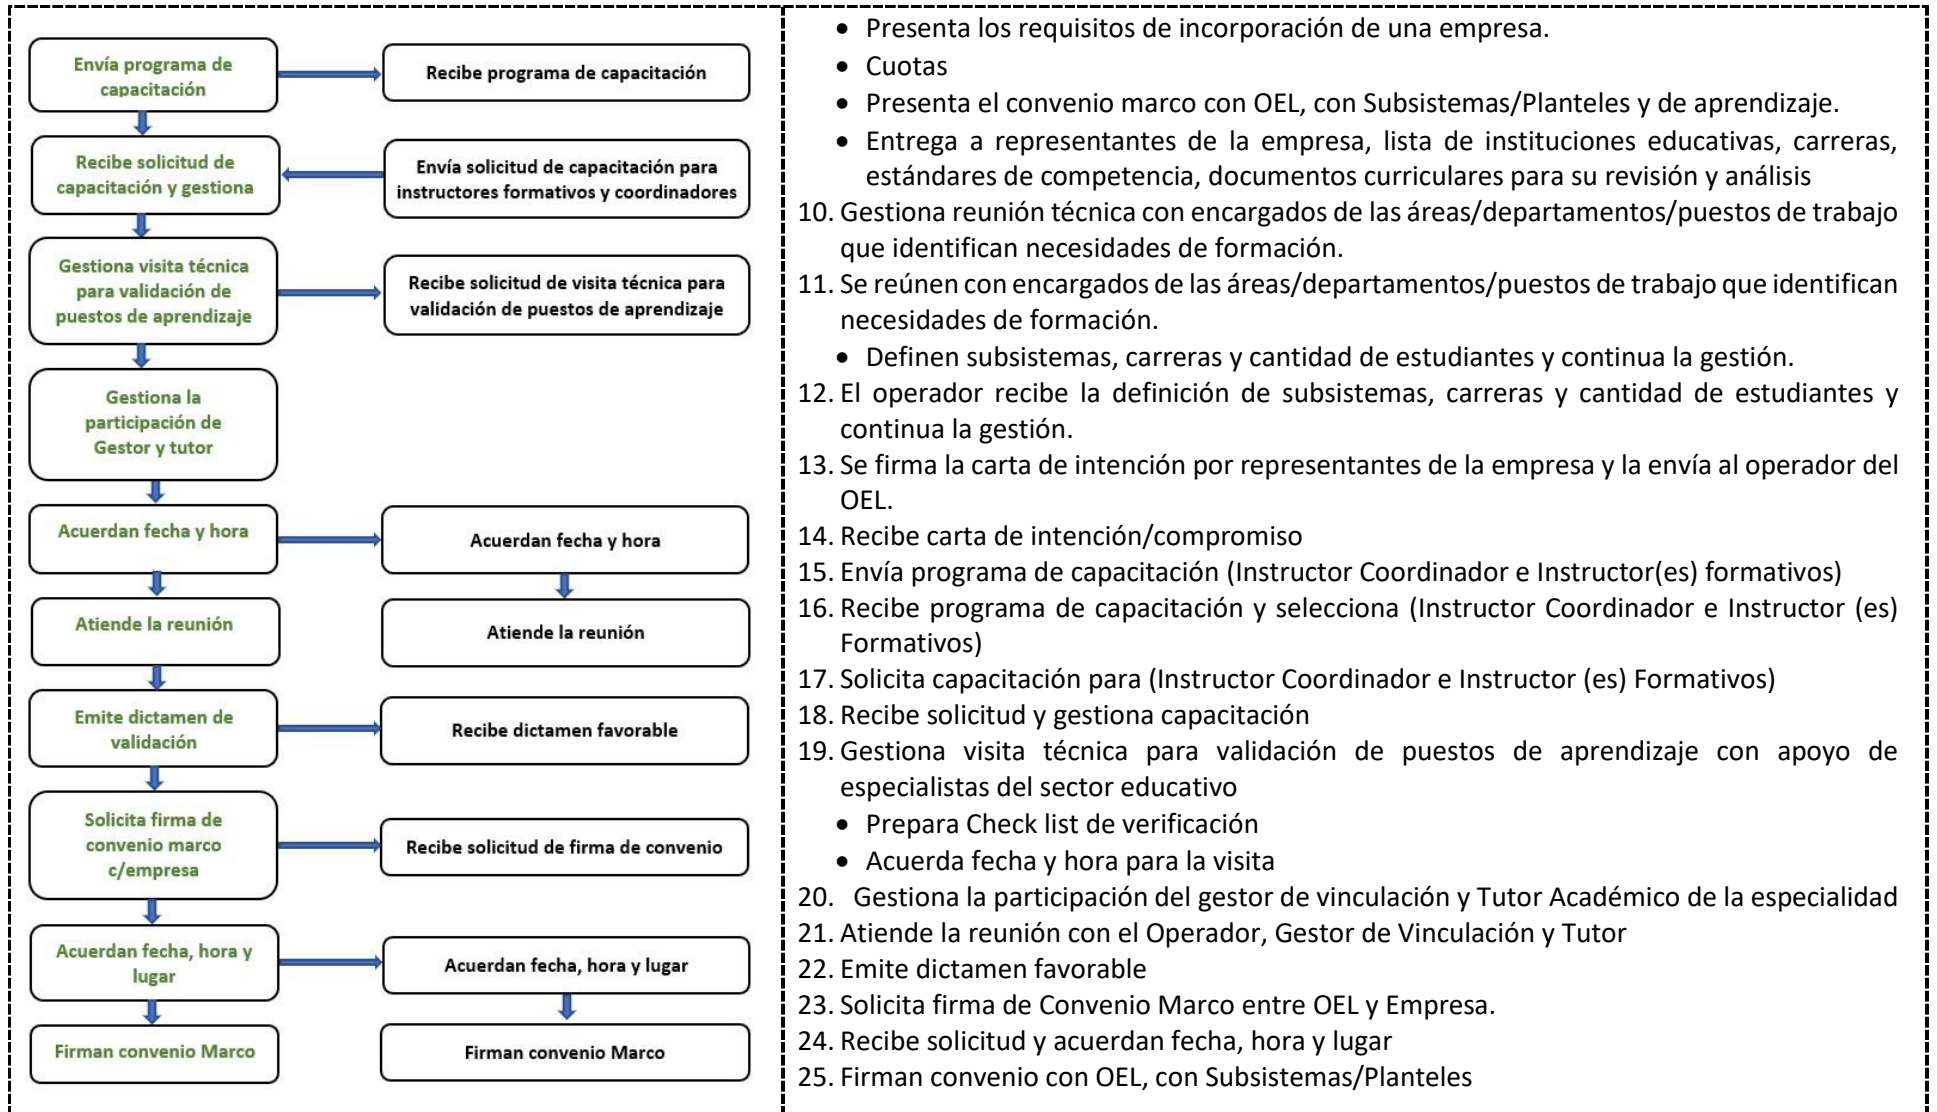 Envía programa de
capacitación
Recibe programa de capacitación
Recibe solicitud de
capacitación y gestiona
Envía solicitud de capacitación para
instructores formativos y coordinadores
Gestiona visita técnica
para validación de
puestos de aprendizaje
Recibe solicitud de visita técnica para
validación de puestos de aprendizaje
Gestiona la
participación de
Gestor y tutor
Acuerdan fecha y hora
Acuerdan fecha y hora
Atiende la reunión
Atiende la reunión
Emite dictamen de
validación
Recibe dictamen favorable
Solicita firma de
convenio marco
c/empresa
Recibe solicitud de firma de convenio
Acuerdan fecha, hora y
lugar
Acuerdan fecha, hora y lugar
Firman convenio Marco
Firman convenio Marco
• Presenta los requisitos de incorporación de una empresa.
• Cuotas
• Presenta el convenio marco con OEL, con Subsistemas/Planteles y de aprendizaje.
• Entrega a representantes de la empresa, lista de instituciones educativas, carreras,
estándares de competencia, documentos curriculares para su revisión y análisis
10. Gestiona reunión técnica con encargados de las áreas/departamentos/puestos de trabajo
que identifican necesidades de formación.
11. Se reúnen con encargados de las áreas/departamentos/puestos de trabajo que identifican
necesidades de formación.
• Definen subsistemas, carreras y cantidad de estudiantes y continua la gestión.
12. El operador recibe la definición de subsistemas, carreras y cantidad de estudiantes y
continua la gestión.
13. Se firma la carta de intención por representantes de la empresa y la envía al operador del
OEL.
14. Recibe carta de intención/compromiso
15. Envía programa de capacitación (Instructor Coordinador e Instructor(es) formativos)
16. Recibe programa de capacitación y selecciona (Instructor Coordinador e Instructor (es)
Formativos)
17. Solicita capacitación para (Instructor Coordinador e Instructor (es) Formativos)
18. Recibe solicitud y gestiona capacitación
19. Gestiona visita técnica para validación de puestos de aprendizaje con apoyo de
especialistas del sector educativo
• Prepara Check list de verificación
• Acuerda fecha y hora para la visita
20. Gestiona la participación del gestor de vinculación y Tutor Académico de la especialidad
21. Atiende la reunión con el Operador, Gestor de Vinculación y Tutor
22. Emite dictamen favorable
23. Solicita firma de Convenio Marco entre OEL y Empresa.
24. Recibe solicitud y acuerdan fecha, hora y lugar
25. Firman convenio con OEL, con Subsistemas/Planteles